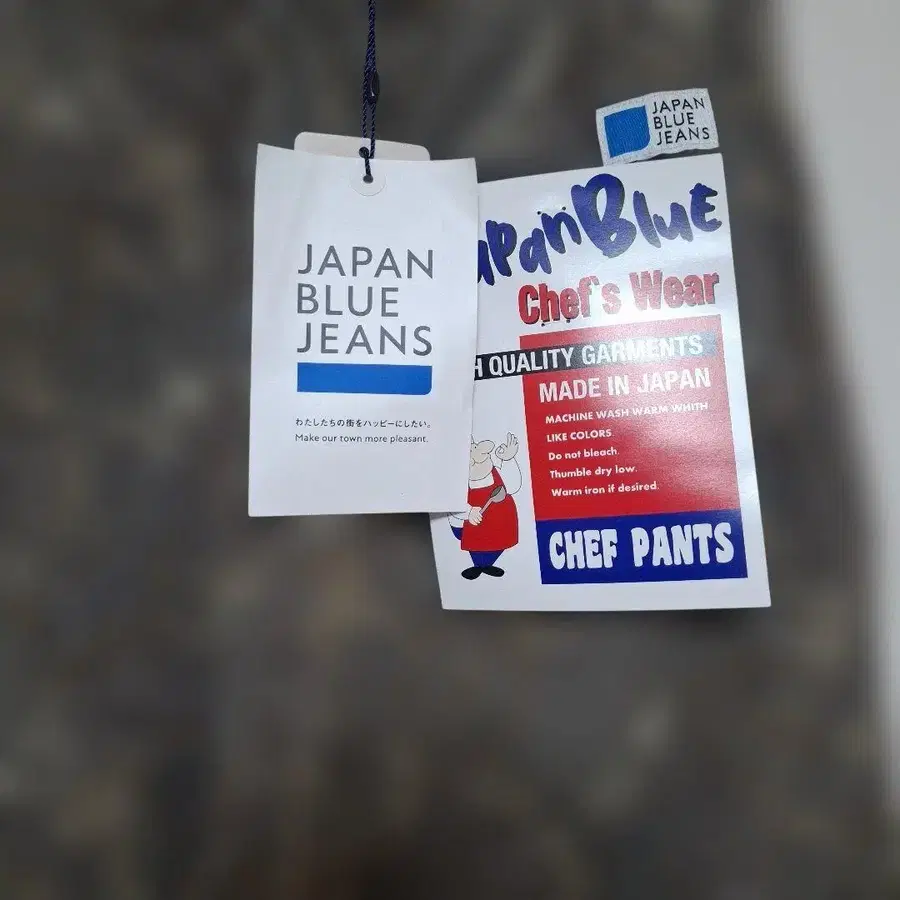 JAPAN
BLUE
JEANS
わたしたちの街をハッピーにしたい。
Make our town more pleasant.
JAPAN
BLUE
JEANS
apanBluE
Chef's Wear
H QUALITY GARMENTS
MADE IN JAPAN
MACHINE WASH WARM WHITH
LIKE COLORS.
Do not bleach.
Thumble dry low.
Warm iron if desired.
CHEF PANTS